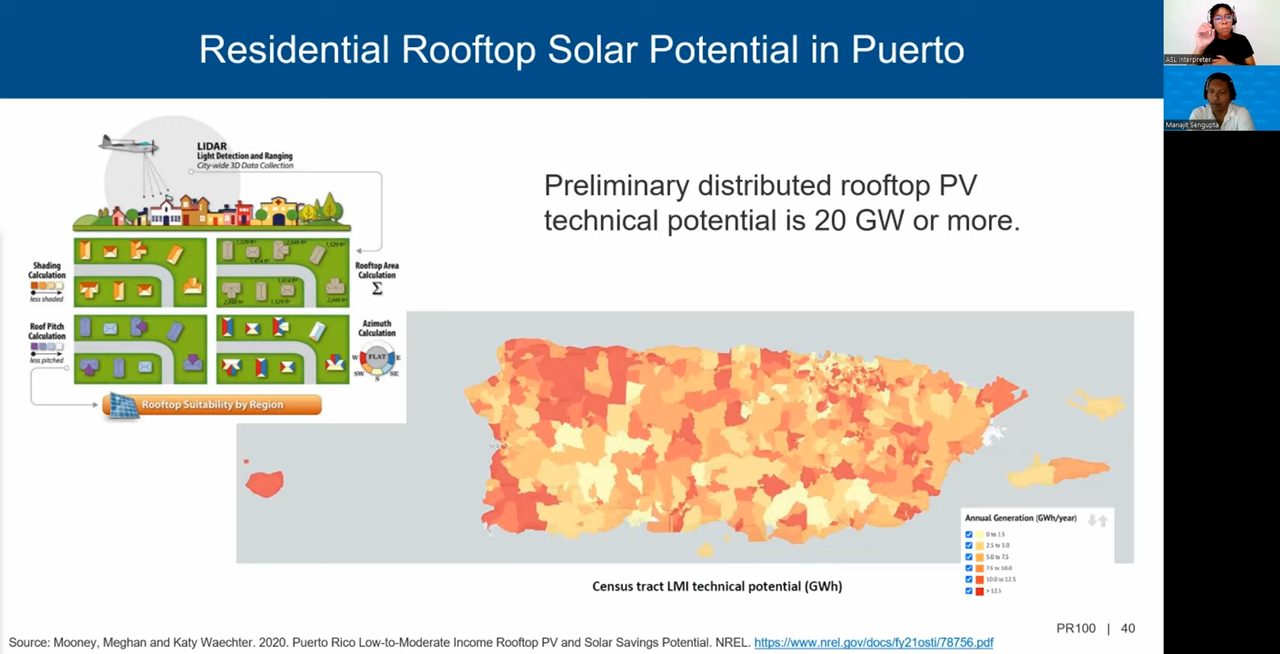 Residential Rooftop Solar Potential in Puerto
ASL Interpreter
Manajit Sengupta
LIDAR
Light Detection and Ranging
City-wide 3D Data Collection
Preliminary distributed rooftop PV
technical potential is 20 GW or more.
Shading
Calculation
less shaded
Rooftop Area
Calculation
Σ
Roof Pitch
Calculation
less pitched
Azimuth
Calculation
W FLAT E
SW S SE
Rooftop Suitability by Region
Annual Generation (GWh/year)
2.5 to 5.0
5.0 to 7.5
7.5 to 10.0
10.0 to 12.5
> 12.5
Census tract LMI technical potential (GWh)
PR100 | 40
Source: Mooney, Meghan and Katy Waechter. 2020. Puerto Rico Low-to-Moderate Income Rooftop PV and Solar Savings Potential. NREL. https://www.nrel.gov/docs/fy21osti/78756.pdf